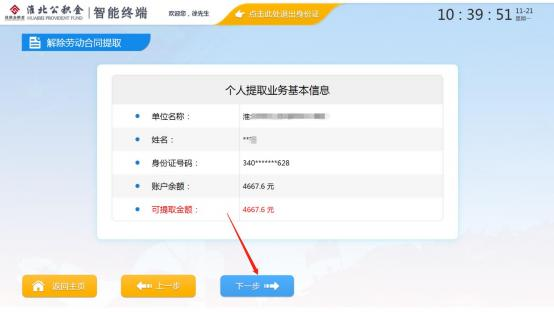 淮北公积金 智能终端 欢迎您，徐先生 点击此处退出身份证 10:39:51 11-21
HUAIBEI PROVIDENT FUND 星期一
解除劳动合同提取
个人提取业务基本信息
单位名称： 淮
姓名： **
身份证号码： 340*******628
账户余额： 4667.6 元
可提取金额： 4667.6 元
返回主页 上一步 下一步